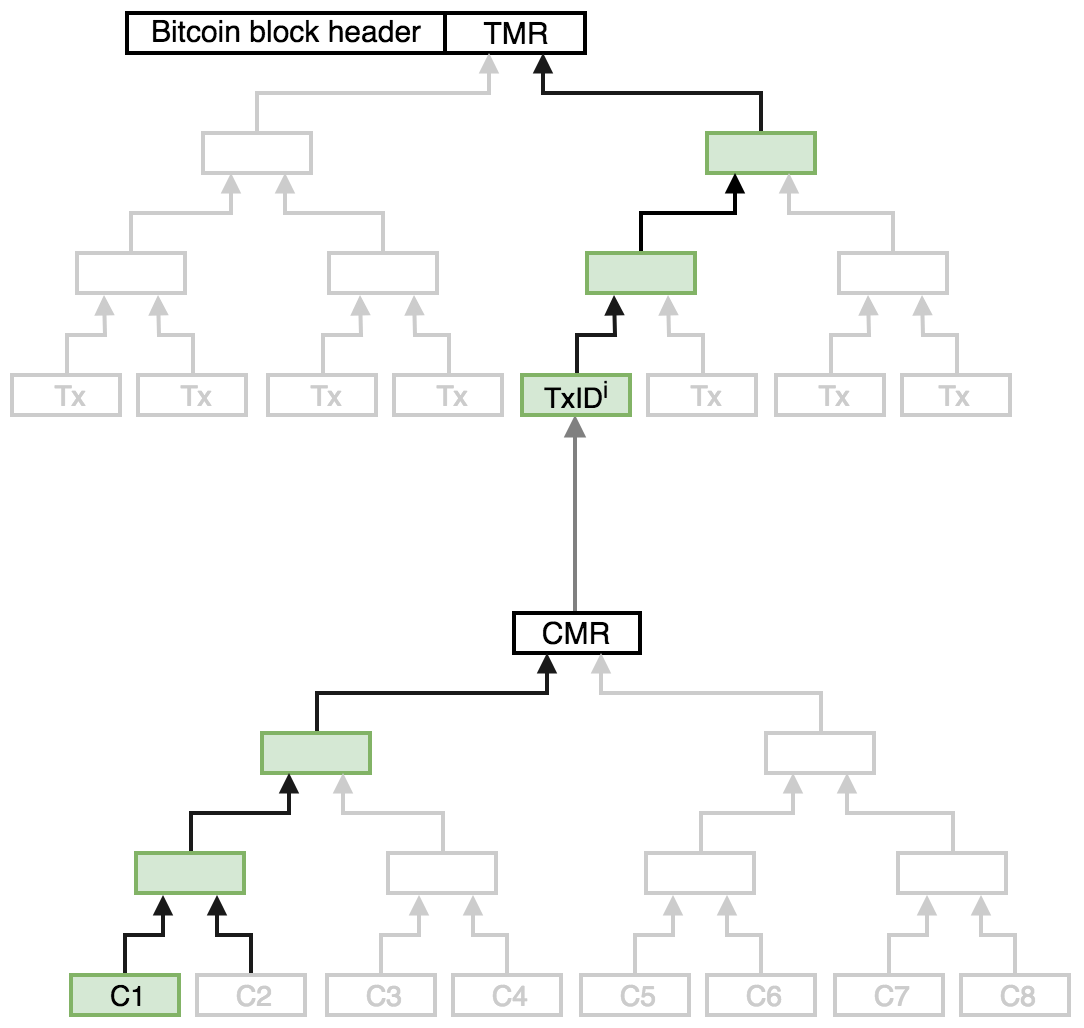 Bitcoin block header TMR
Tx Tx Tx Tx TxIDⁱ Tx Tx Tx
CMR
C1 C2 C3 C4 C5 C6 C7 C8